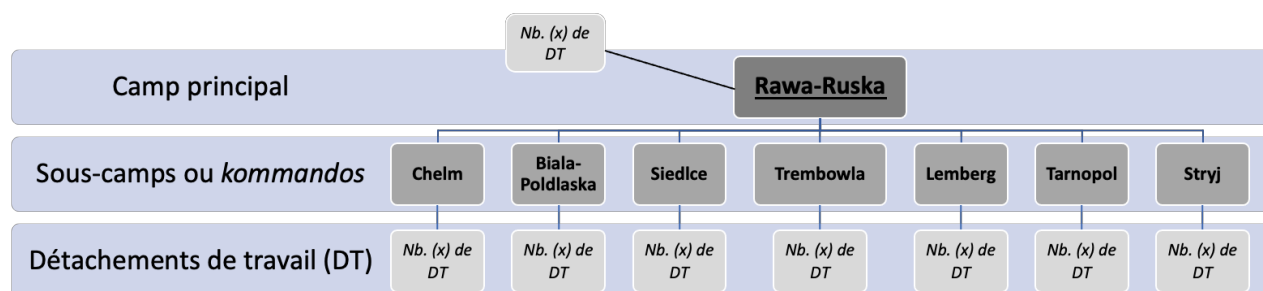 Nb. (x) de
DT
Camp principal
Rawa-Ruska
Sous-camps ou kommandos
Chelm
Biala-
Poldlaska
Siedlce
Trembowla
Lemberg
Tarnopol
Stryj
Détachements de travail (DT)
Nb. (x) de
DT
Nb. (x) de
DT
Nb. (x) de
DT
Nb. (x) de
DT
Nb. (x) de
DT
Nb. (x) de
DT
Nb. (x) de
DT